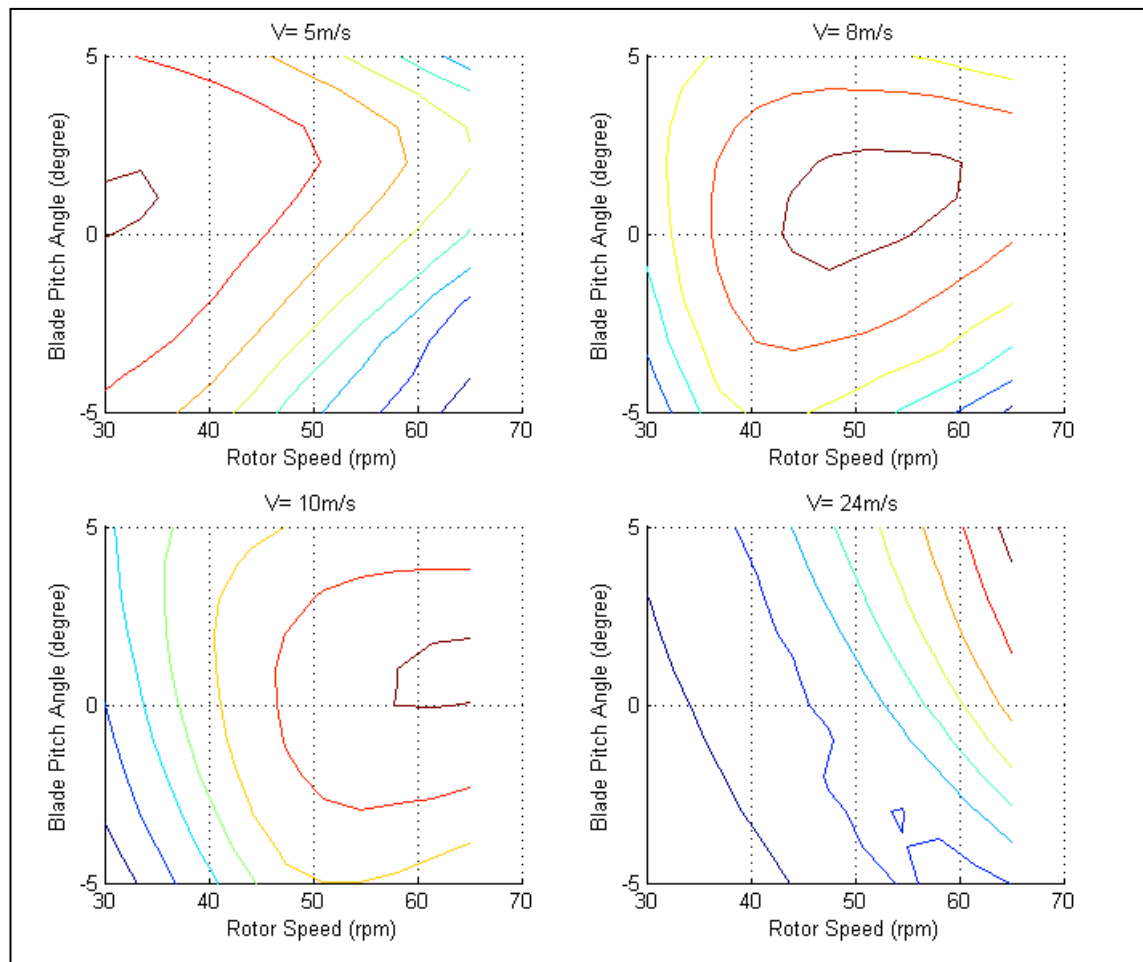 V= 5m/s
5
0
-5
Blade Pitch Angle (degree)
30 40 50 60 70
Rotor Speed (rpm)
V= 8m/s
5
0
-5
Blade Pitch Angle (degree)
30 40 50 60 70
Rotor Speed (rpm)
V= 10m/s
5
0
-5
Blade Pitch Angle (degree)
30 40 50 60 70
Rotor Speed (rpm)
V= 24m/s
5
0
-5
Blade Pitch Angle (degree)
30 40 50 60 70
Rotor Speed (rpm)